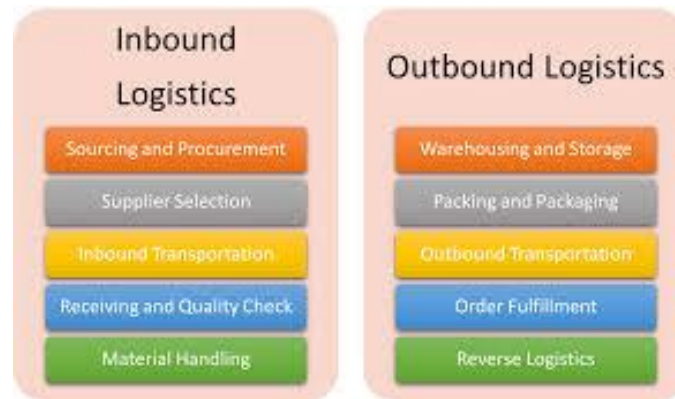 Inbound
Logistics
Sourcing and Procurement
Supplier Selection
Inbound Transportation
Receiving and Quality Check
Material Handling
Outbound Logistics
Warehousing and Storage
Packing and Packaging
Outbound Transportation
Order Fulfillment
Reverse Logistics